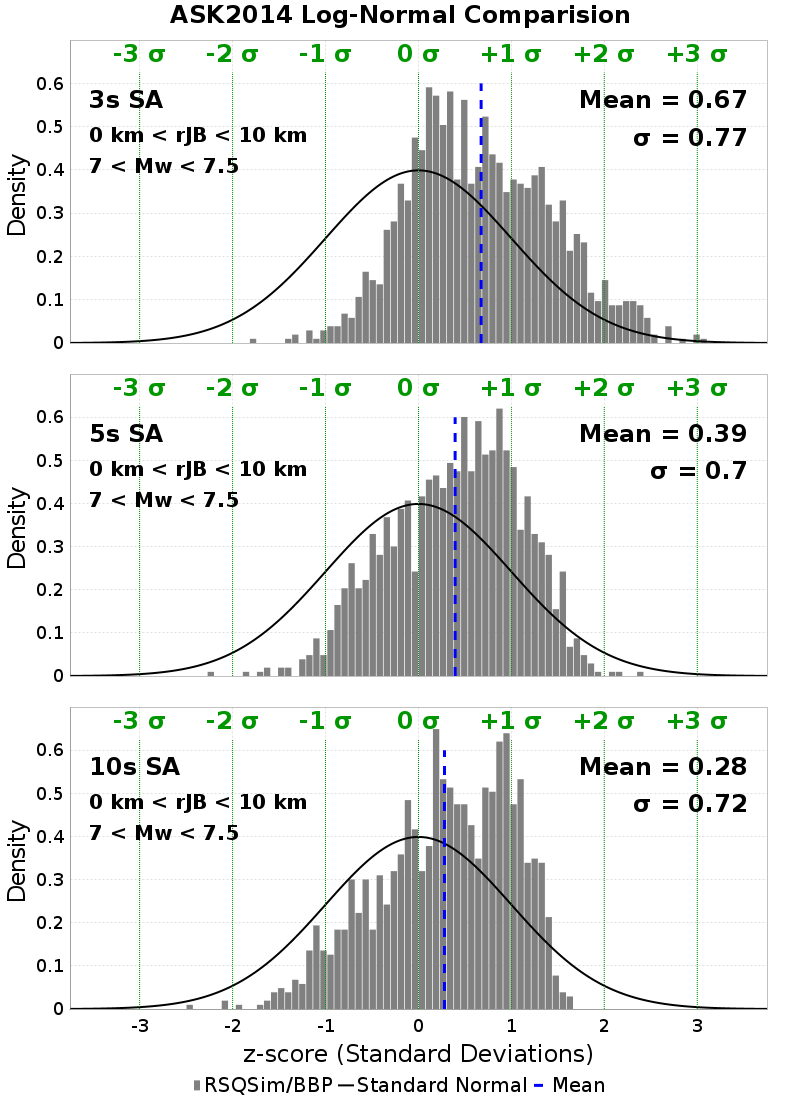 ASK2014 Log-Normal Comparision
-3 σ -2 σ -1 σ 0 σ +1 σ +2 σ +3 σ
3s SA
0 km < rJB < 10 km
7 < Mw < 7.5
Mean = 0.67
σ = 0.77
Density
0.6
0.5
0.4
0.3
0.2
0.1
0
-3 σ -2 σ -1 σ 0 σ +1 σ +2 σ +3 σ
5s SA
0 km < rJB < 10 km
7 < Mw < 7.5
Mean = 0.39
σ = 0.7
Density
0.6
0.5
0.4
0.3
0.2
0.1
0
-3 σ -2 σ -1 σ 0 σ +1 σ +2 σ +3 σ
10s SA
0 km < rJB < 10 km
7 < Mw < 7.5
Mean = 0.28
σ = 0.72
Density
0.6
0.5
0.4
0.3
0.2
0.1
0
-3 -2 -1 0 1 2 3
z-score (Standard Deviations)
RSQSim/BBP Standard Normal Mean